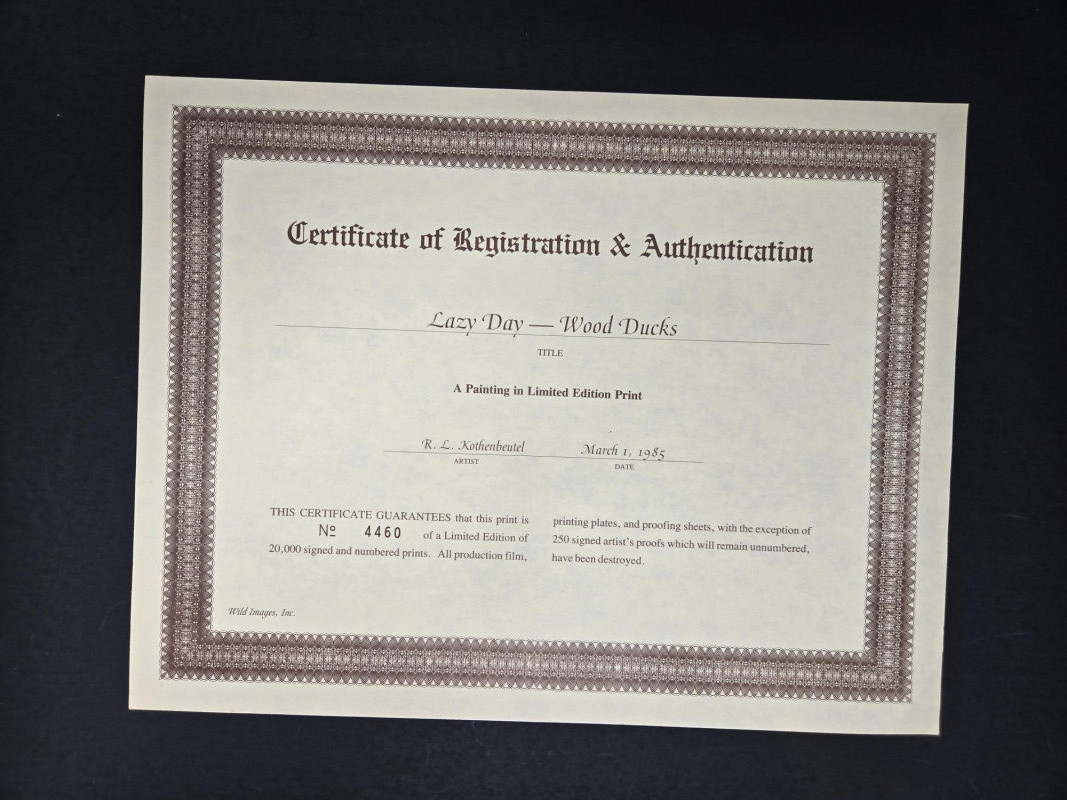 Certificate of Registration & Authentication
Lazy Day — Wood Ducks
TITLE
A Painting in Limited Edition Print
R. L. Kothenbeutel March 1, 1985
ARTIST DATE
THIS CERTIFICATE GUARANTEES that this print is
Nº 4460 of a Limited Edition of
20,000 signed and numbered prints. All production film,
printing plates, and proofing sheets, with the exception of
250 signed artist's proofs which will remain unnumbered,
have been destroyed.
Wild Images, Inc.